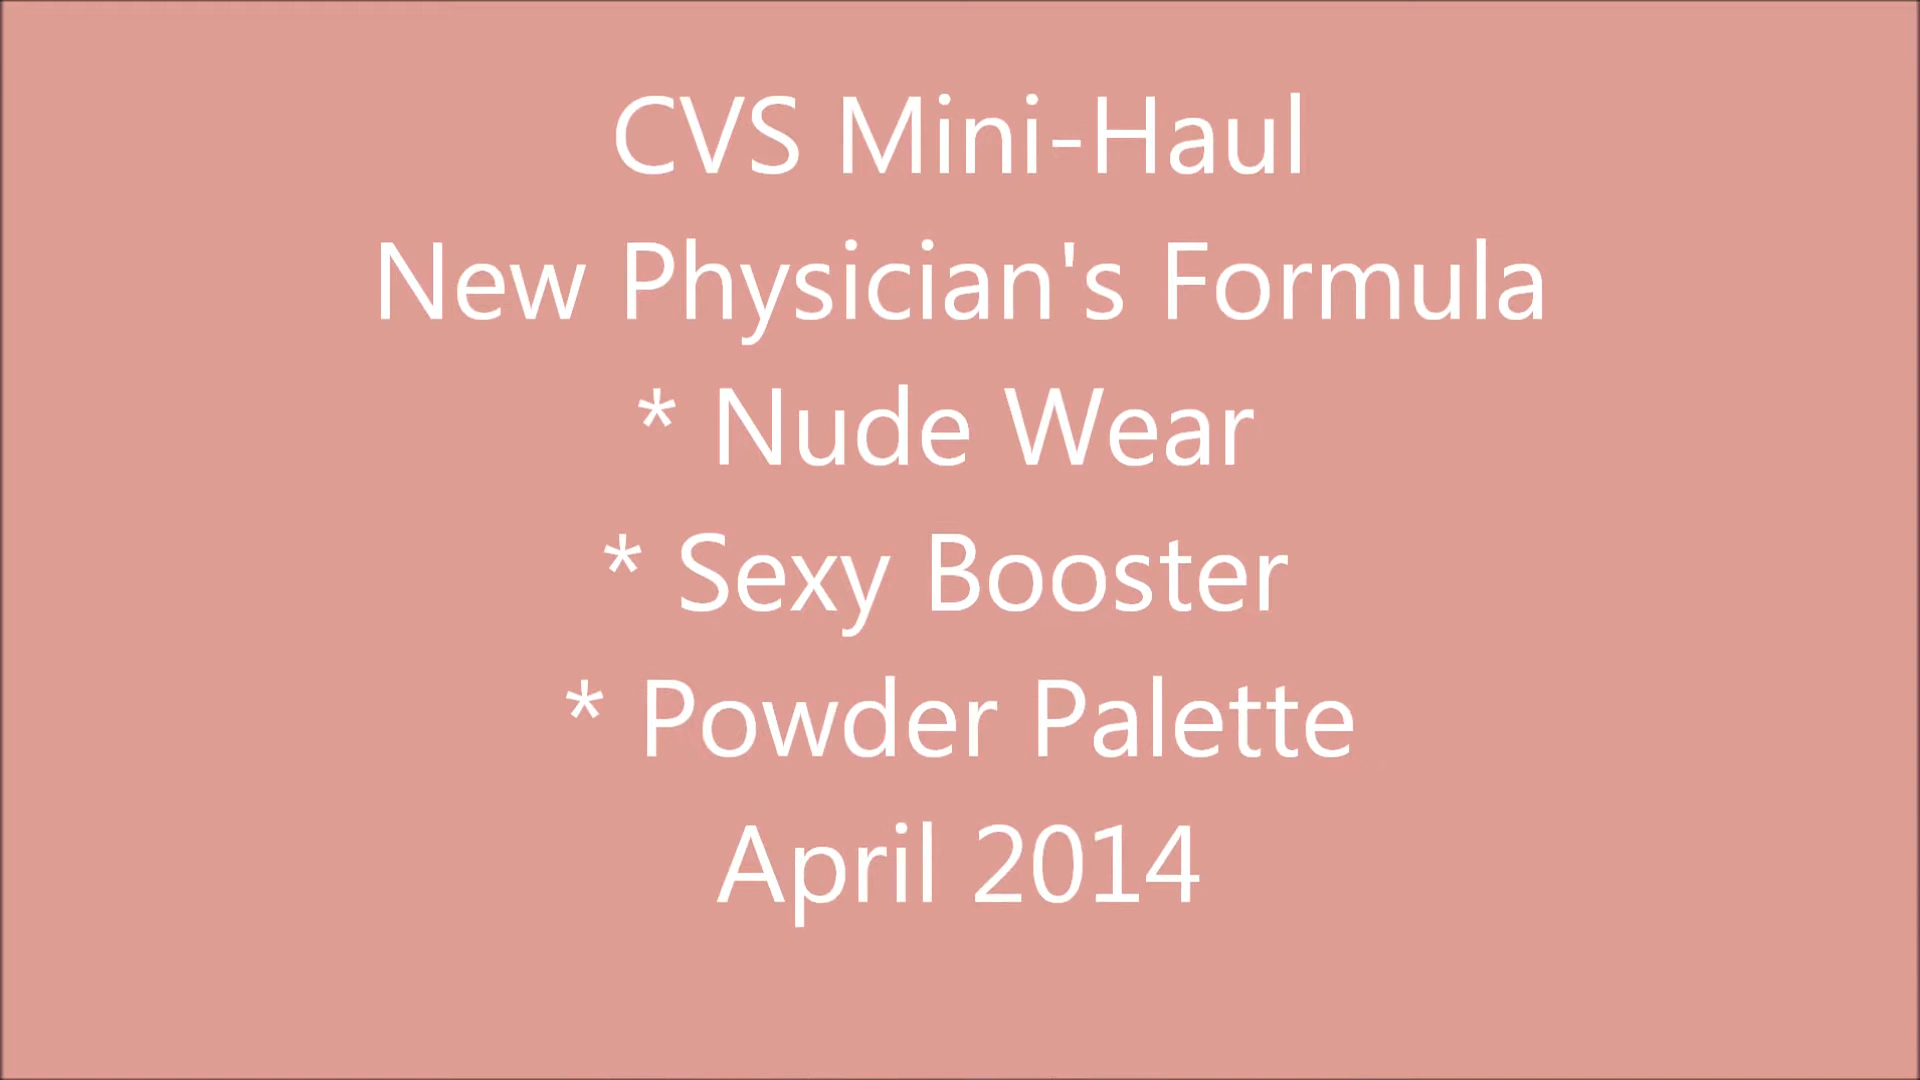 CVS Mini-Haul
New Physician's Formula
* Nude Wear
* Sexy Booster
* Powder Palette
April 2014